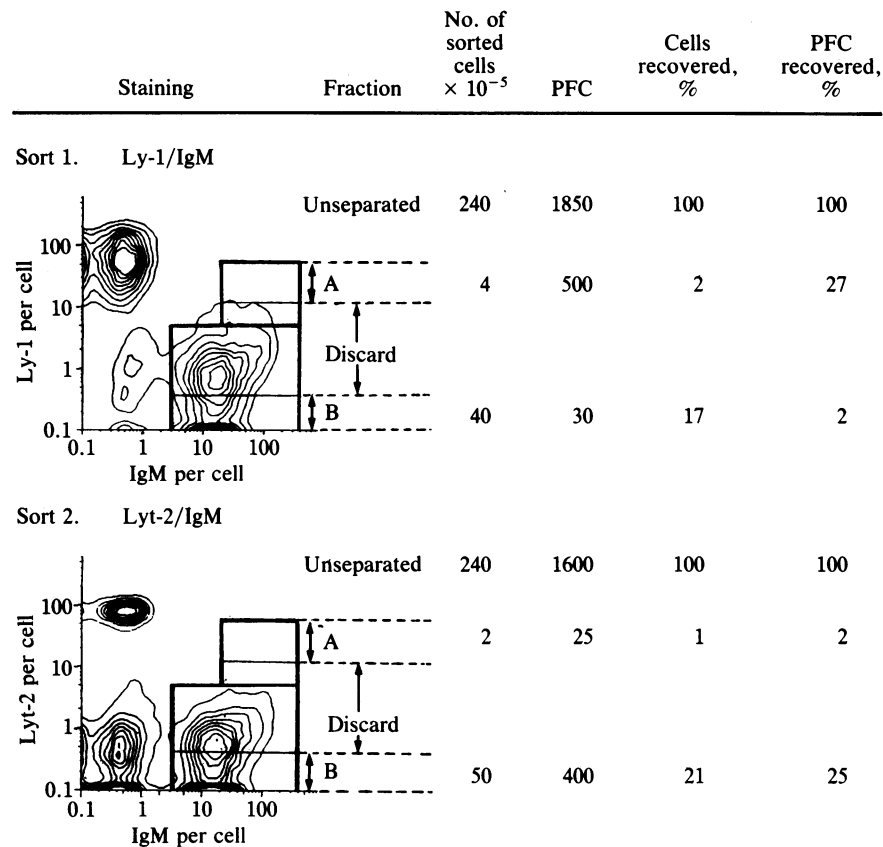 Staining Fraction No. of sorted cells × 10⁻⁵ PFC Cells recovered, % PFC recovered, %
Sort 1. Ly-1/IgM
Unseparated 240 1850 100 100
A 4 500 2 27
Discard
B 40 30 17 2
Ly-1 per cell
100
10
1
0.1
0.1 1 10 100
IgM per cell
Sort 2. Lyt-2/IgM
Unseparated 240 1600 100 100
A 2 25 1 2
Discard
B 50 400 21 25
Lyt-2 per cell
100
10
1
0.1
0.1 1 10 100
IgM per cell